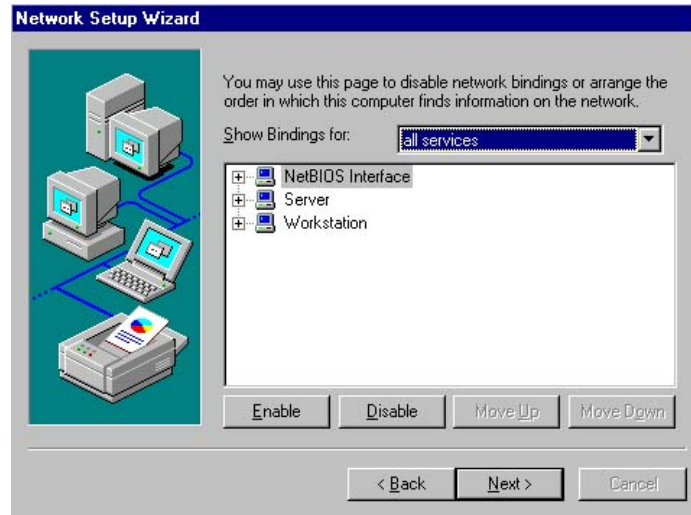 Network Setup Wizard
You may use this page to disable network bindings or arrange the
order in which this computer finds information on the network.
Show Bindings for: all services
NetBIOS Interface
Server
Workstation
Enable Disable Move Up Move Down
< Back Next > Cancel